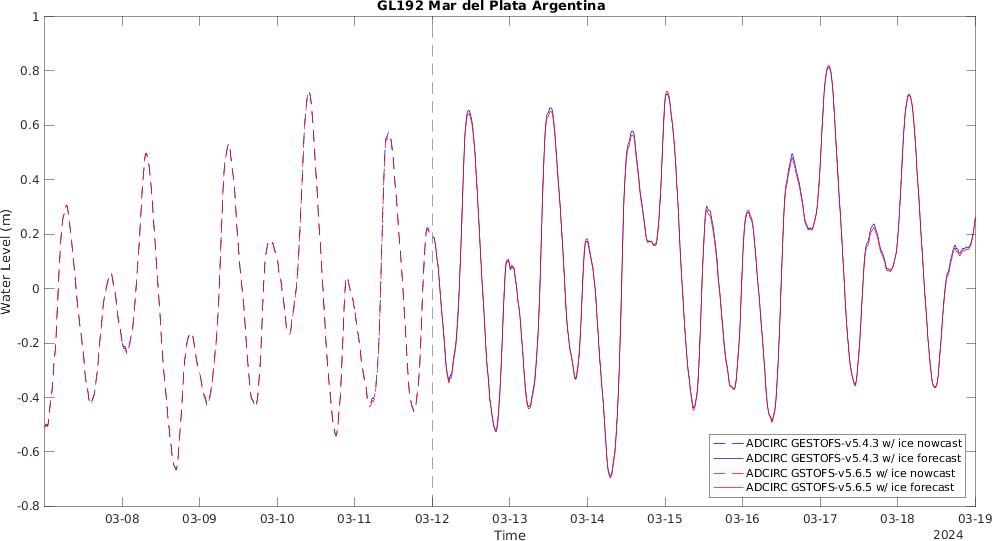 GL192 Mar del Plata Argentina
1
0.8
0.6
0.4
0.2
0
-0.2
-0.4
-0.6
-0.8
Water Level (m)
ADCIRC GESTOFS-v5.4.3 w/ ice nowcast
ADCIRC GESTOFS-v5.4.3 w/ ice forecast
ADCIRC GSTOFS-v5.6.5 w/ ice nowcast
ADCIRC GSTOFS-v5.6.5 w/ ice forecast
03-08 03-09 03-10 03-11 03-12 03-13 03-14 03-15 03-16 03-17 03-18 03-19
Time
2024